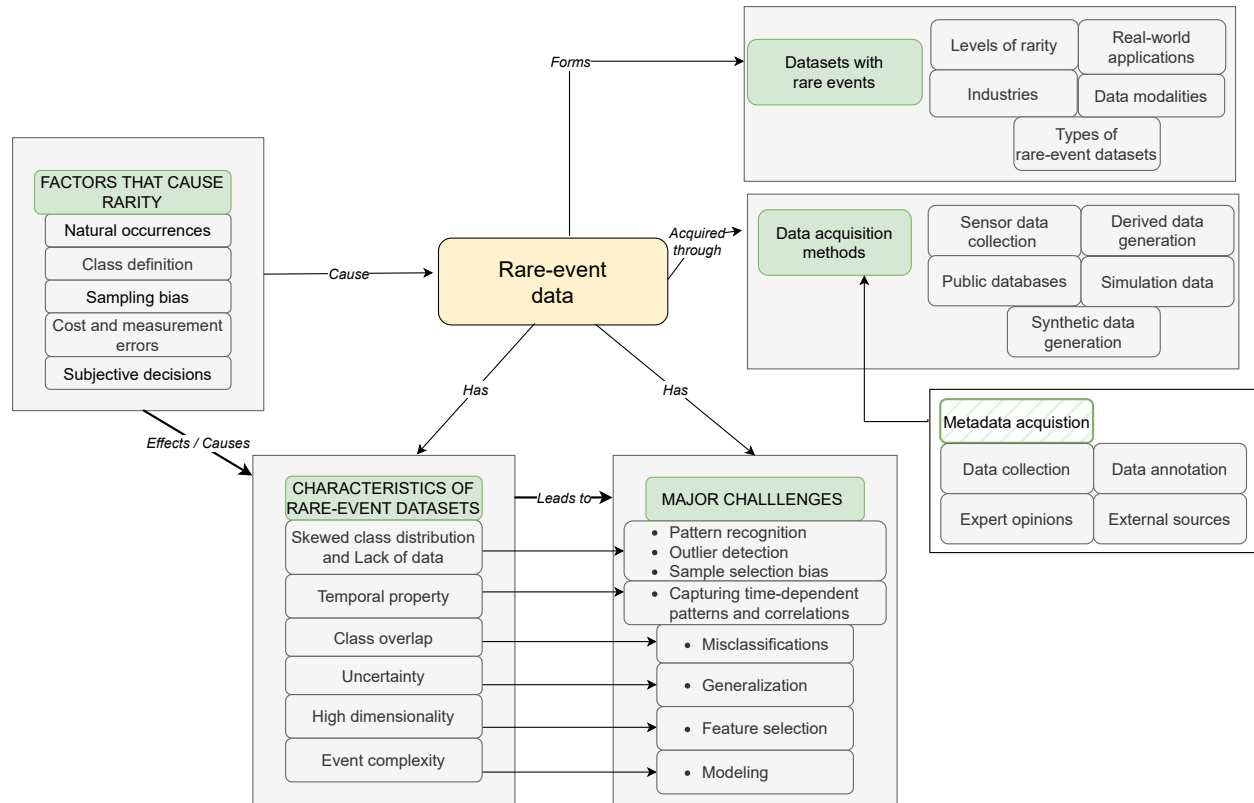 Forms
Datasets with
rare events
Levels of rarity
Real-world
applications
Industries
Data modalities
Types of
rare-event datasets
FACTORS THAT CAUSE
RARITY
Natural occurrences
Class definition
Sampling bias
Cost and measurement
errors
Subjective decisions
Cause
Rare-event
data
Acquired
through
Data acquisition
methods
Sensor data
collection
Derived data
generation
Public databases
Simulation data
Synthetic data
generation
Metadata acquistion
Data collection
Data annotation
Expert opinions
External sources
Has
Has
Effects / Causes
CHARACTERISTICS OF
RARE-EVENT DATASETS
Skewed class distribution
and Lack of data
Temporal property
Class overlap
Uncertainty
High dimensionality
Event complexity
Leads to
MAJOR CHALLLENGES
• Pattern recognition
• Outlier detection
• Sample selection bias
• Capturing time-dependent
patterns and correlations
• Misclassifications
• Generalization
• Feature selection
• Modeling